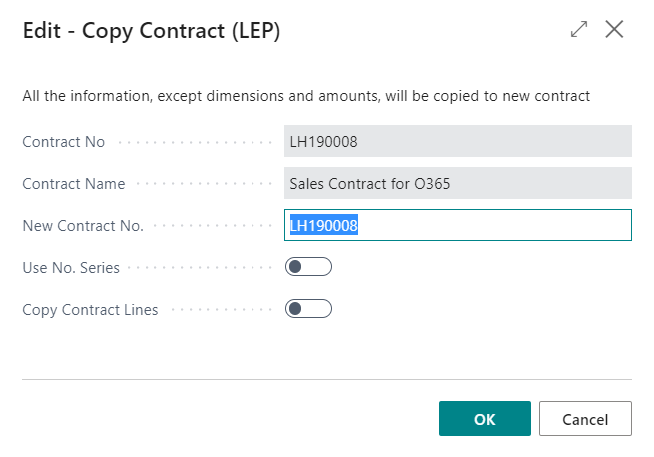 Edit - Copy Contract (LEP)
All the information, except dimensions and amounts, will be copied to new contract
Contract No LH190008
Contract Name Sales Contract for O365
New Contract No. LH190008
Use No. Series
Copy Contract Lines
OK Cancel